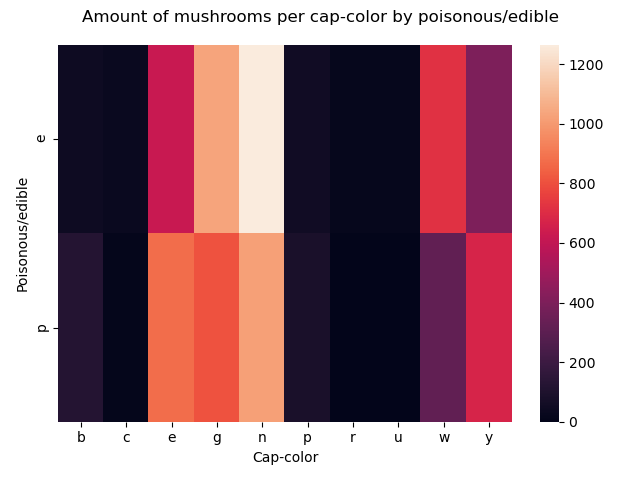 Amount of mushrooms per cap-color by poisonous/edible
Poisonous/edible
e
p
b c e g n p r u w y
Cap-color
1200
1000
800
600
400
200
0